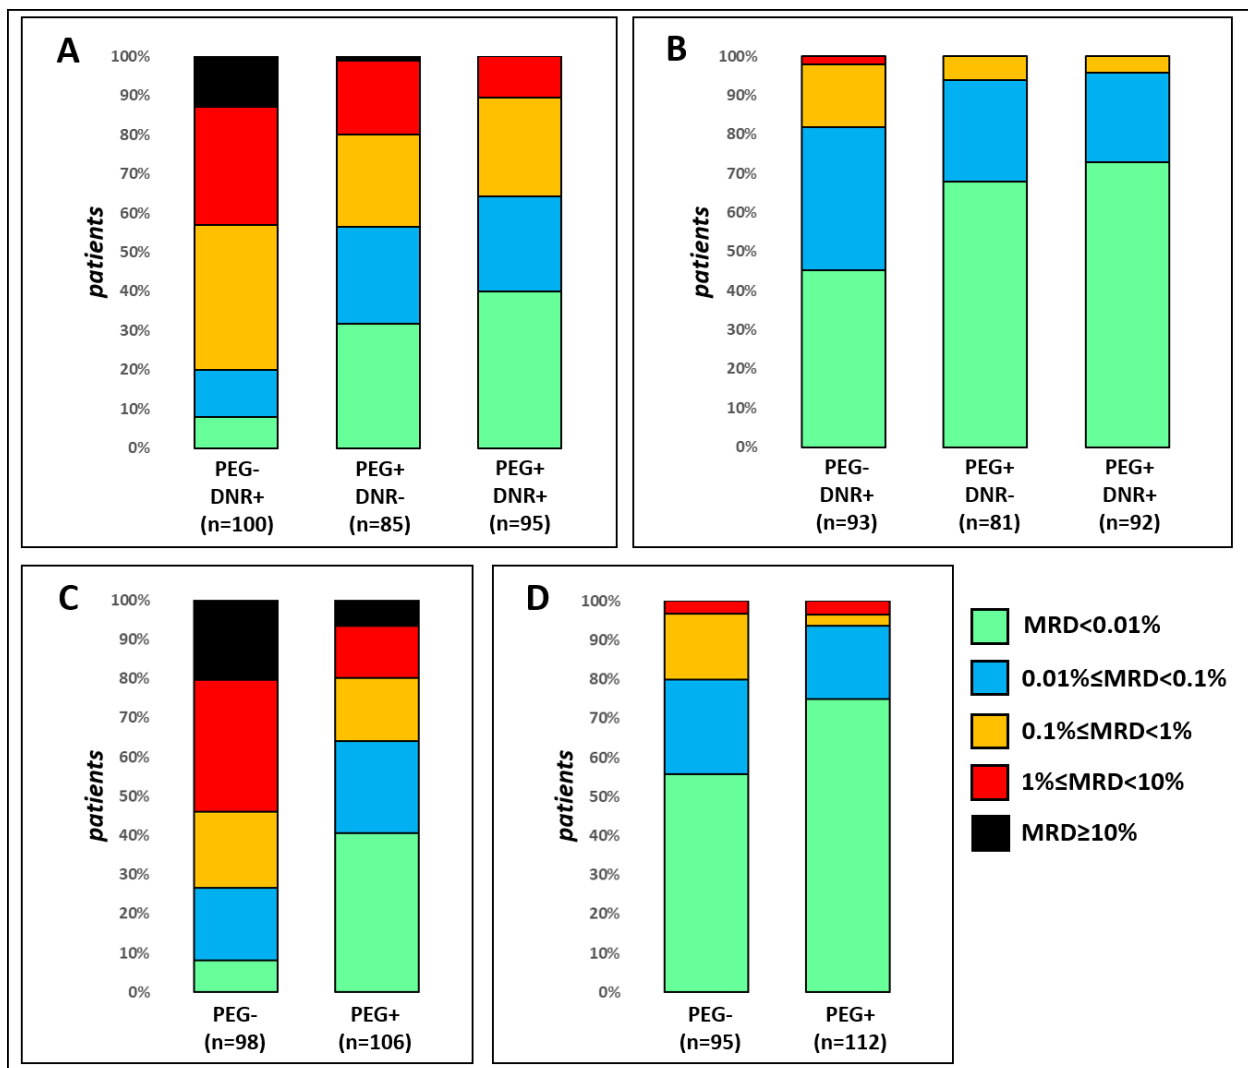 A
100%
90%
80%
70%
60%
50%
40%
30%
20%
10%
0%
patients
PEG-
DNR+
(n=100)
PEG+
DNR-
(n=85)
PEG+
DNR+
(n=95)
B
100%
90%
80%
70%
60%
50%
40%
30%
20%
10%
0%
patients
PEG-
DNR+
(n=93)
PEG+
DNR-
(n=81)
PEG+
DNR+
(n=92)
C
100%
90%
80%
70%
60%
50%
40%
30%
20%
10%
0%
patients
PEG-
(n=98)
PEG+
(n=106)
D
100%
90%
80%
70%
60%
50%
40%
30%
20%
10%
0%
patients
PEG-
(n=95)
PEG+
(n=112)
MRD<0.01%
0.01%≤MRD<0.1%
0.1%≤MRD<1%
1%≤MRD<10%
MRD≥10%